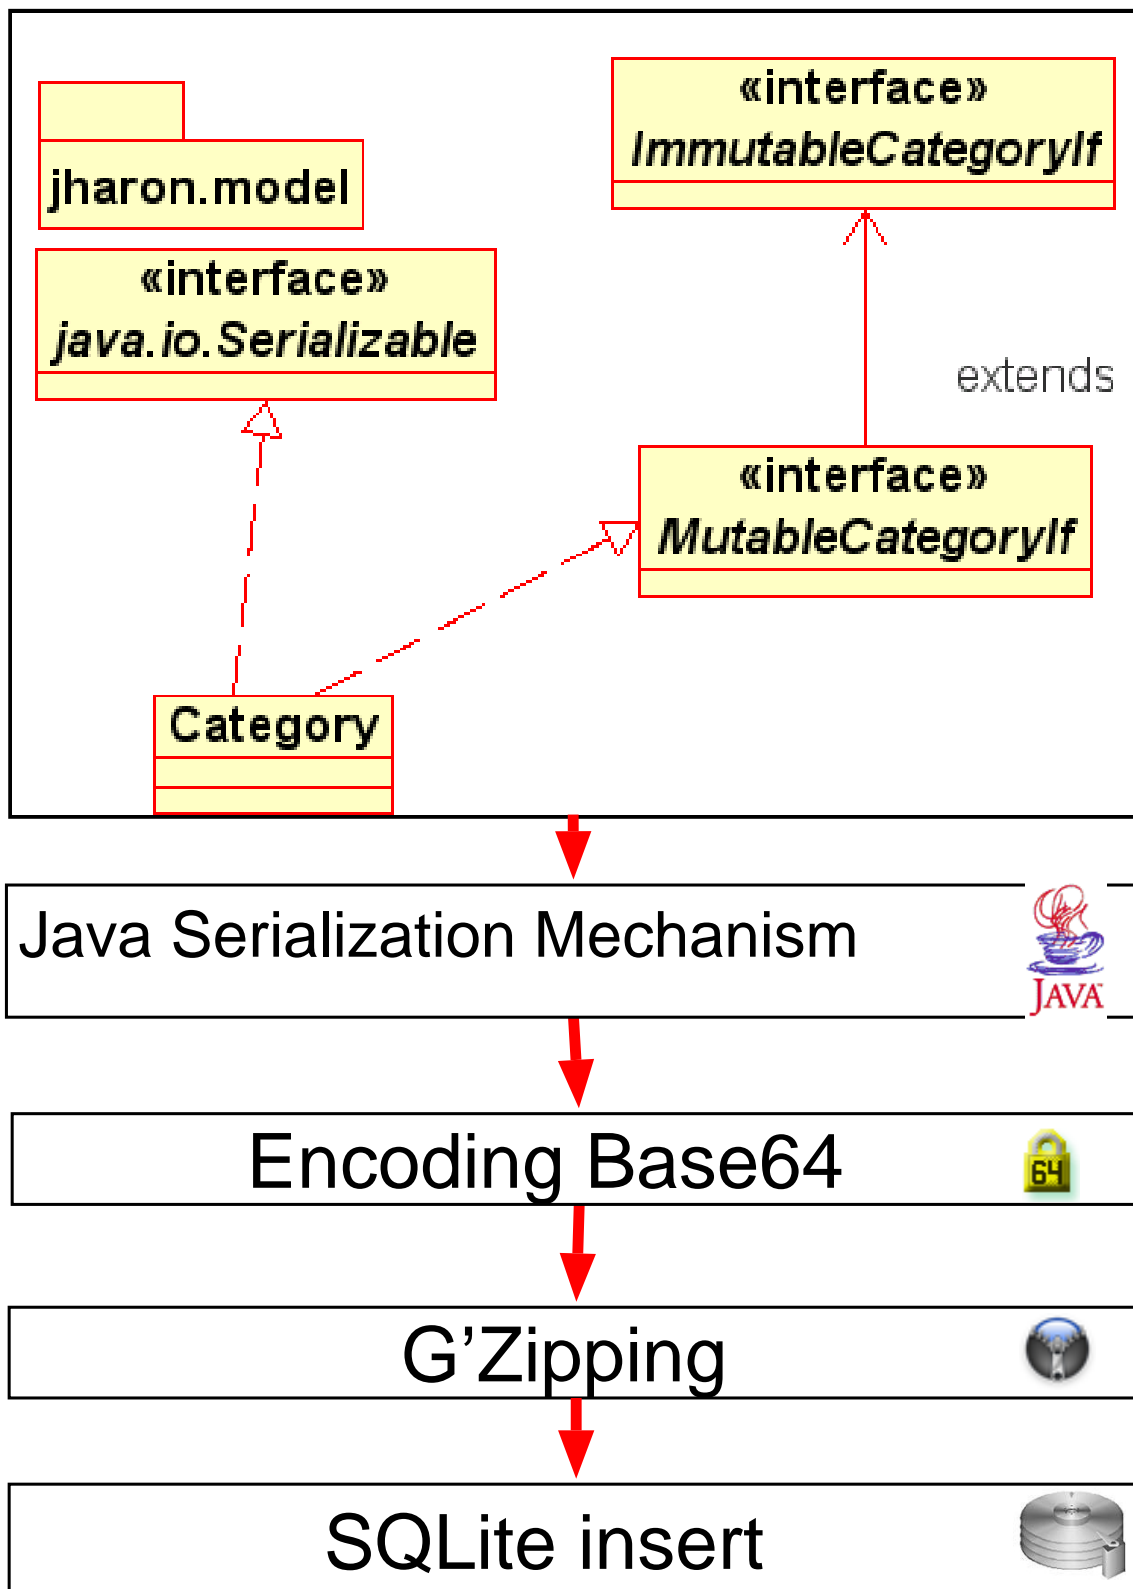 «interface»
ImmutableCategoryIf
jharon.model
«interface»
java.io.Serializable
extends
«interface»
MutableCategoryIf
Category
Java Serialization Mechanism
JAVA
Encoding Base64
64
G’Zipping
SQLite insert